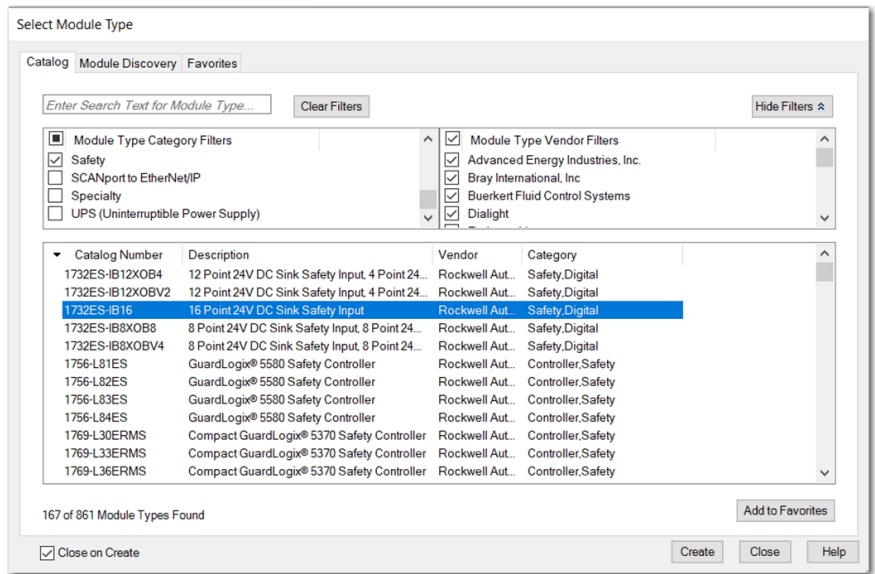 Select Module Type
Catalog Module Discovery Favorites
Enter Search Text for Module Type... Clear Filters Hide Filters
Module Type Category Filters Module Type Vendor Filters
Safety Advanced Energy Industries, Inc.
SCANport to EtherNet/IP Bray International, Inc
Specialty Buerkert Fluid Control Systems
UPS (Uninterruptible Power Supply) Dialight
Catalog Number Description Vendor Category
1732ES-IB12XOB4 12 Point 24V DC Sink Safety Input, 4 Point 24... Rockwell Aut... Safety,Digital
1732ES-IB12XOBV2 12 Point 24V DC Sink Safety Input, 4 Point 24... Rockwell Aut... Safety,Digital
1732ES-IB16 16 Point 24V DC Sink Safety Input Rockwell Aut... Safety,Digital
1732ES-IB8XOB8 8 Point 24V DC Sink Safety Input, 8 Point 24... Rockwell Aut... Safety,Digital
1732ES-IB8XOBV4 8 Point 24V DC Sink Safety Input, 8 Point 24... Rockwell Aut... Safety,Digital
1756-L81ES GuardLogix® 5580 Safety Controller Rockwell Aut... Controller,Safety
1756-L82ES GuardLogix® 5580 Safety Controller Rockwell Aut... Controller,Safety
1756-L83ES GuardLogix® 5580 Safety Controller Rockwell Aut... Controller,Safety
1756-L84ES GuardLogix® 5580 Safety Controller Rockwell Aut... Controller,Safety
1769-L30ERMS Compact GuardLogix® 5370 Safety Controller Rockwell Aut... Controller,Safety
1769-L33ERMS Compact GuardLogix® 5370 Safety Controller Rockwell Aut... Controller,Safety
1769-L36ERMS Compact GuardLogix® 5370 Safety Controller Rockwell Aut... Controller,Safety
167 of 861 Module Types Found Add to Favorites
Close on Create Create Close Help